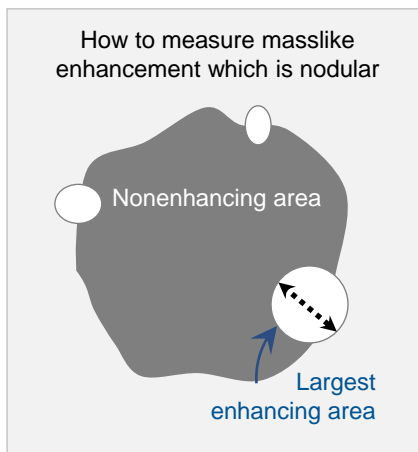 How to measure masslike
enhancement which is nodular
Nonenhancing area
Largest
enhancing area